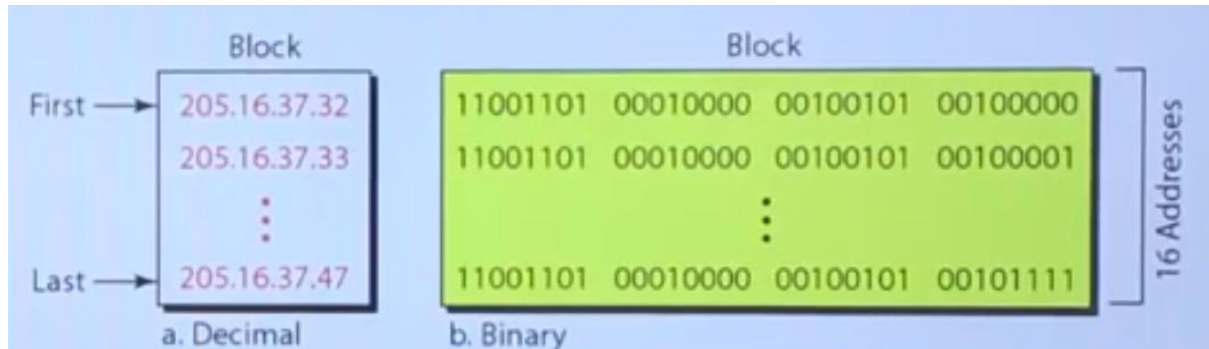 Block
Block
First
205.16.37.32
11001101 00010000 00100101 00100000
205.16.37.33
11001101 00010000 00100101 00100001
Last
205.16.37.47
11001101 00010000 00100101 00101111
16 Addresses
a. Decimal
b. Binary